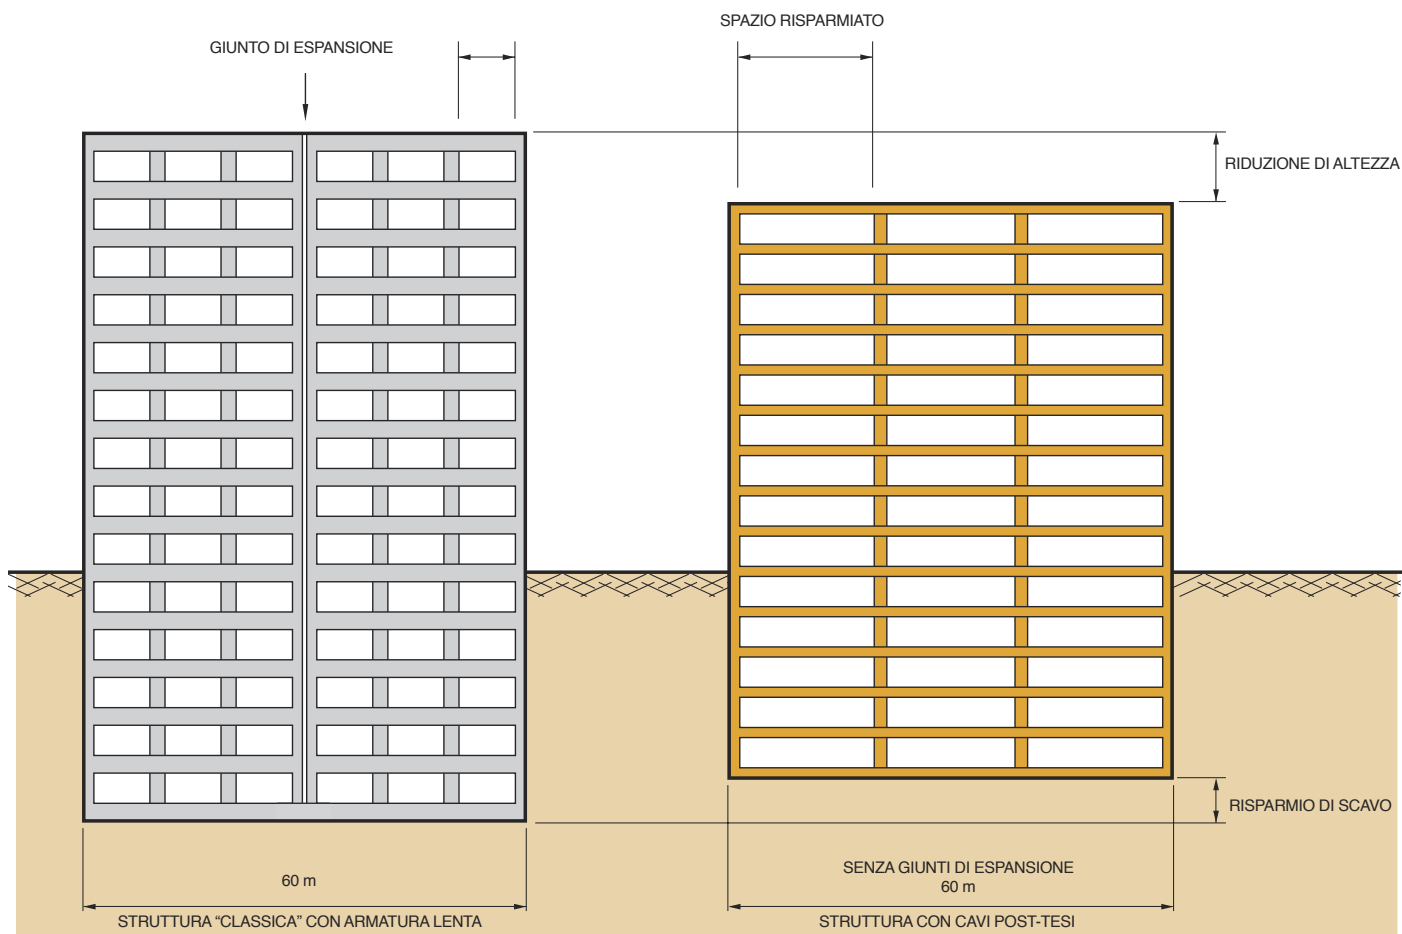 SPAZIO RISPARMIATO
GIUNTO DI ESPANSIONE
RIDUZIONE DI ALTEZZA
RISPARMIO DI SCAVO
60 m
STRUTTURA “CLASSICA” CON ARMATURA LENTA
SENZA GIUNTI DI ESPANSIONE
60 m
STRUTTURA CON CAVI POST-TESI